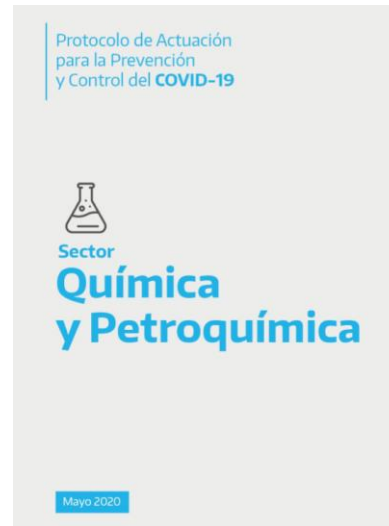 Protocolo de Actuación
para la Prevención
y Control del COVID-19
Sector
Química
y Petroquímica
Mayo 2020